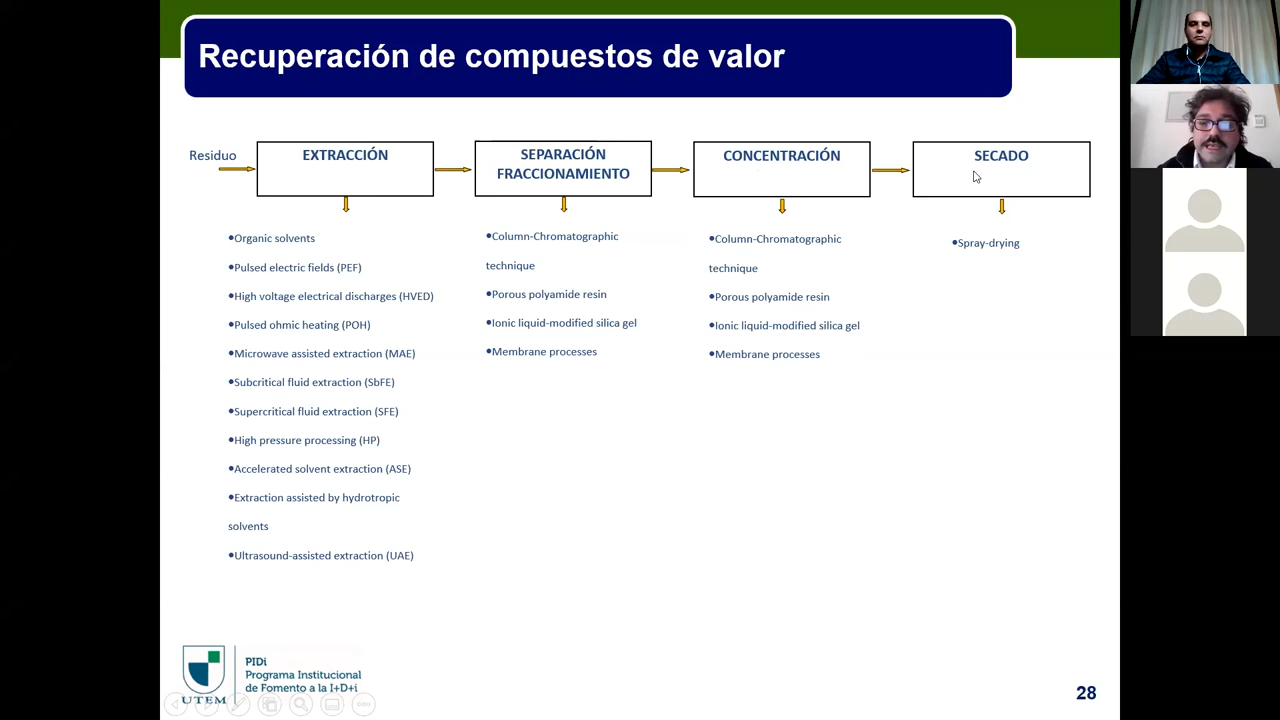 Recuperación de compuestos de valor
Residuo
EXTRACCIÓN
SEPARACIÓN
FRACCIONAMIENTO
CONCENTRACIÓN
SECADO
•Organic solvents
•Pulsed electric fields (PEF)
•High voltage electrical discharges (HVED)
•Pulsed ohmic heating (POH)
•Microwave assisted extraction (MAE)
•Subcritical fluid extraction (SbFE)
•Supercritical fluid extraction (SFE)
•High pressure processing (HP)
•Accelerated solvent extraction (ASE)
•Extraction assisted by hydrotropic
solvents
•Ultrasound-assisted extraction (UAE)
•Column-Chromatographic
technique
•Porous polyamide resin
•Ionic liquid-modified silica gel
•Membrane processes
•Column-Chromatographic
technique
•Porous polyamide resin
•Ionic liquid-modified silica gel
•Membrane processes
•Spray-drying
UTEM
PIDi
Programa Institucional
de Fomento a la I+D+i
28